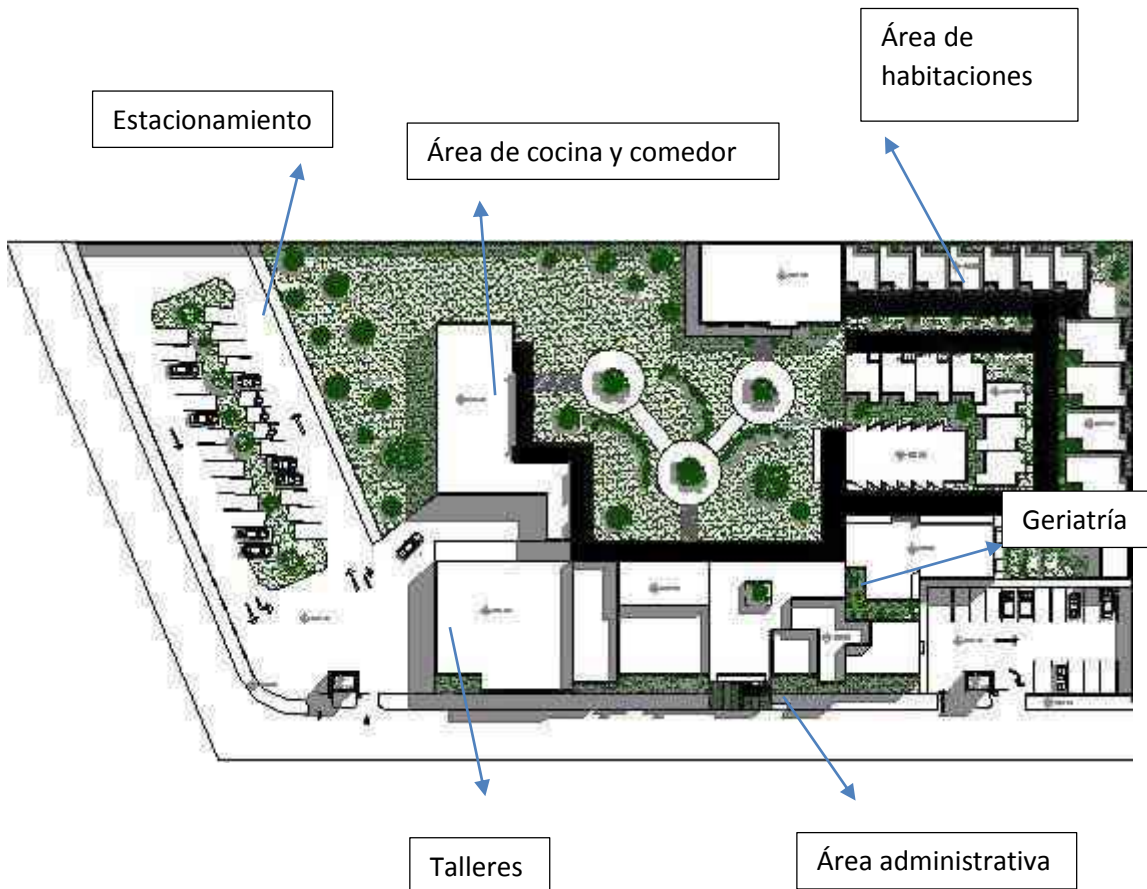 Área de
habitaciones
Estacionamiento
Área de cocina y comedor
Geriatría
Talleres
Área administrativa